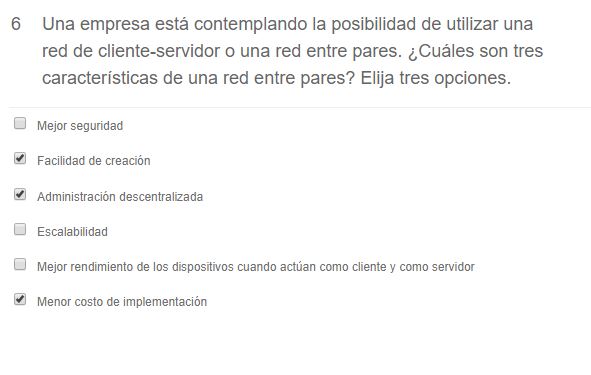 6 Una empresa está contemplando la posibilidad de utilizar una
red de cliente-servidor o una red entre pares. ¿Cuáles son tres
características de una red entre pares? Elija tres opciones.
Mejor seguridad
Facilidad de creación
Administración descentralizada
Escalabilidad
Mejor rendimiento de los dispositivos cuando actúan como cliente y como servidor
Menor costo de implementación